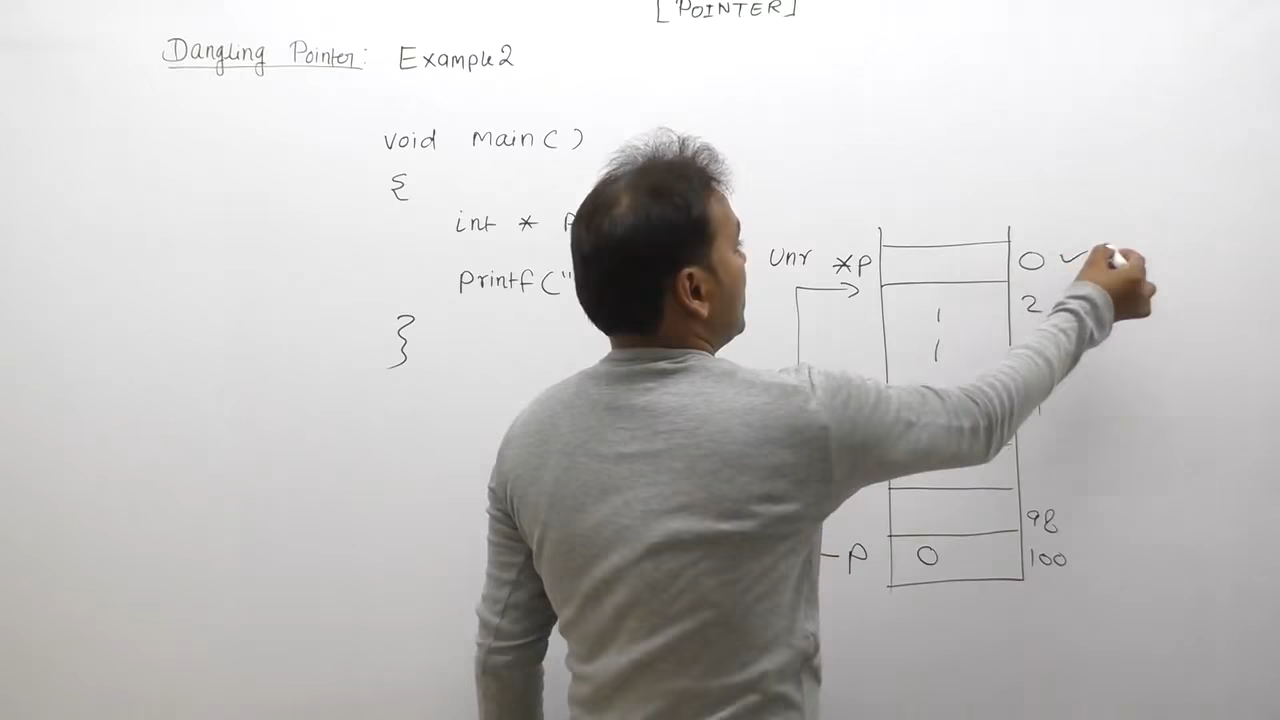 [POINTER]
Dangling Pointer: Example2
void main()
{
int *
printf("
}
Unr *P 0 ✓
2
98
P 0 100